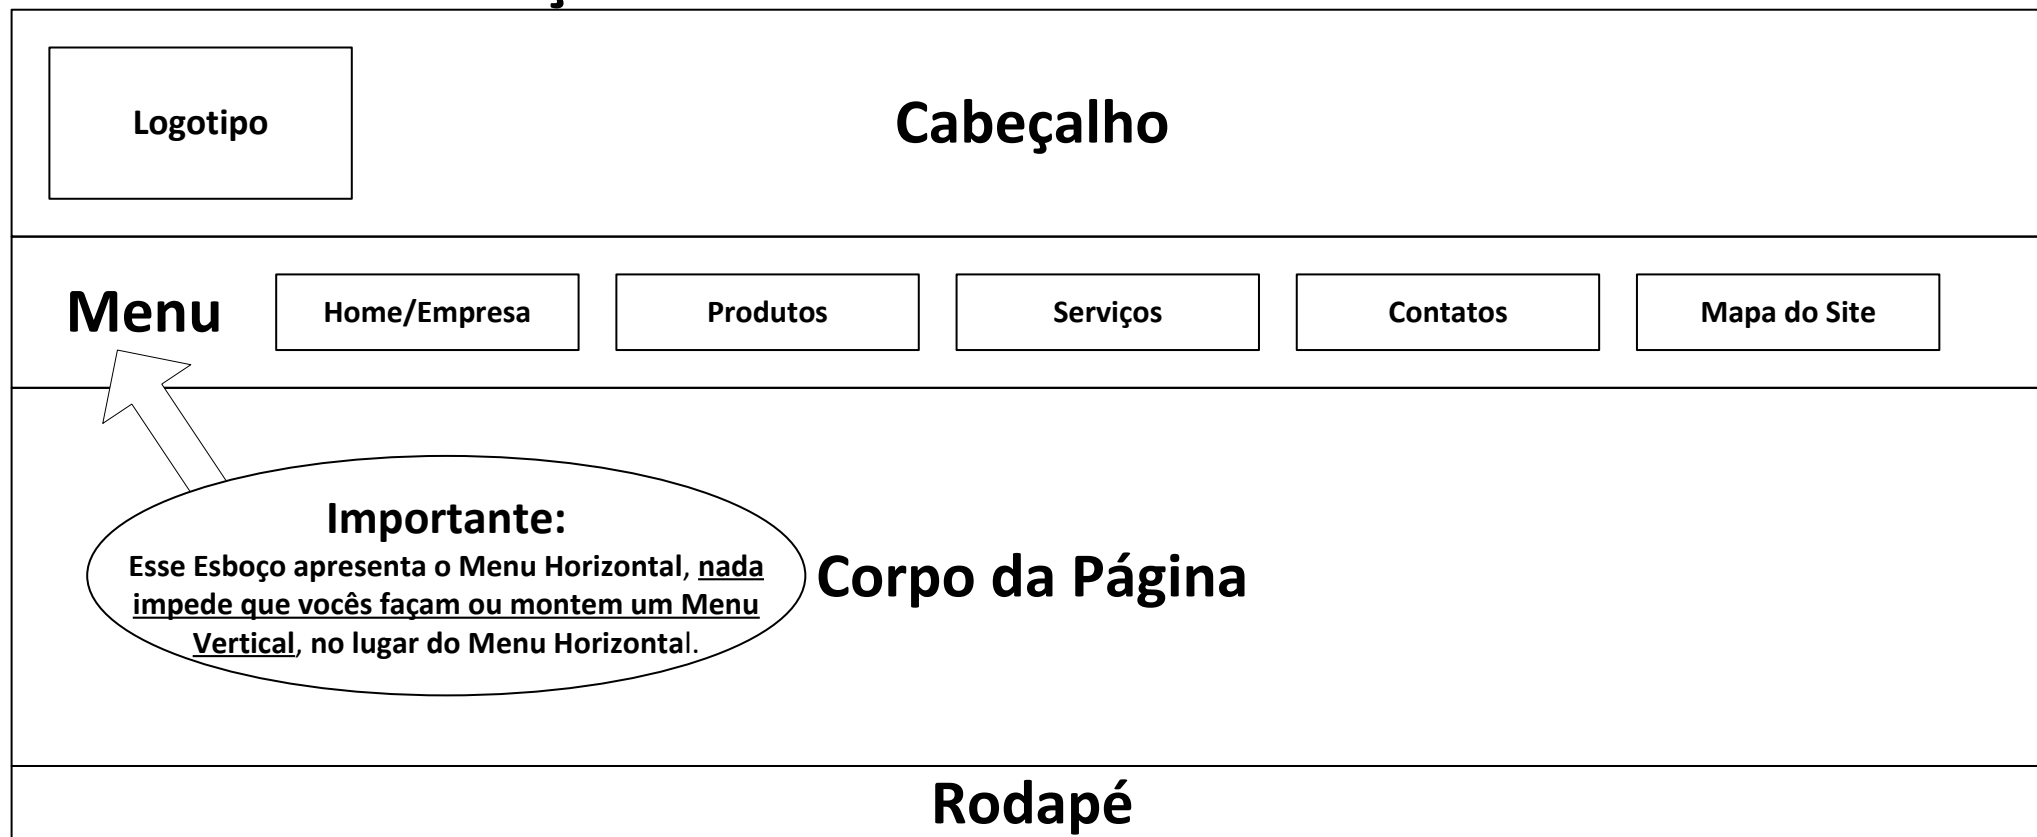 Logotipo
Cabeçalho
Menu
Home/Empresa
Produtos
Serviços
Contatos
Mapa do Site
Importante:
Esse Esboço apresenta o Menu Horizontal, nada
impede que vocês façam ou montem um Menu
Vertical, no lugar do Menu Horizontal.
Corpo da Página
Rodapé